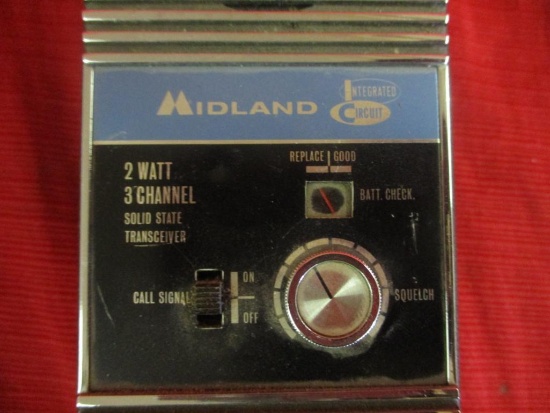 MIDLAND
INTEGRATED
CIRCUIT
2 WATT
3 CHANNEL
SOLID STATE
TRANSCEIVER
REPLACE GOOD
BATT. CHECK.
CALL SIGNAL
ON
OFF
SQUELCH